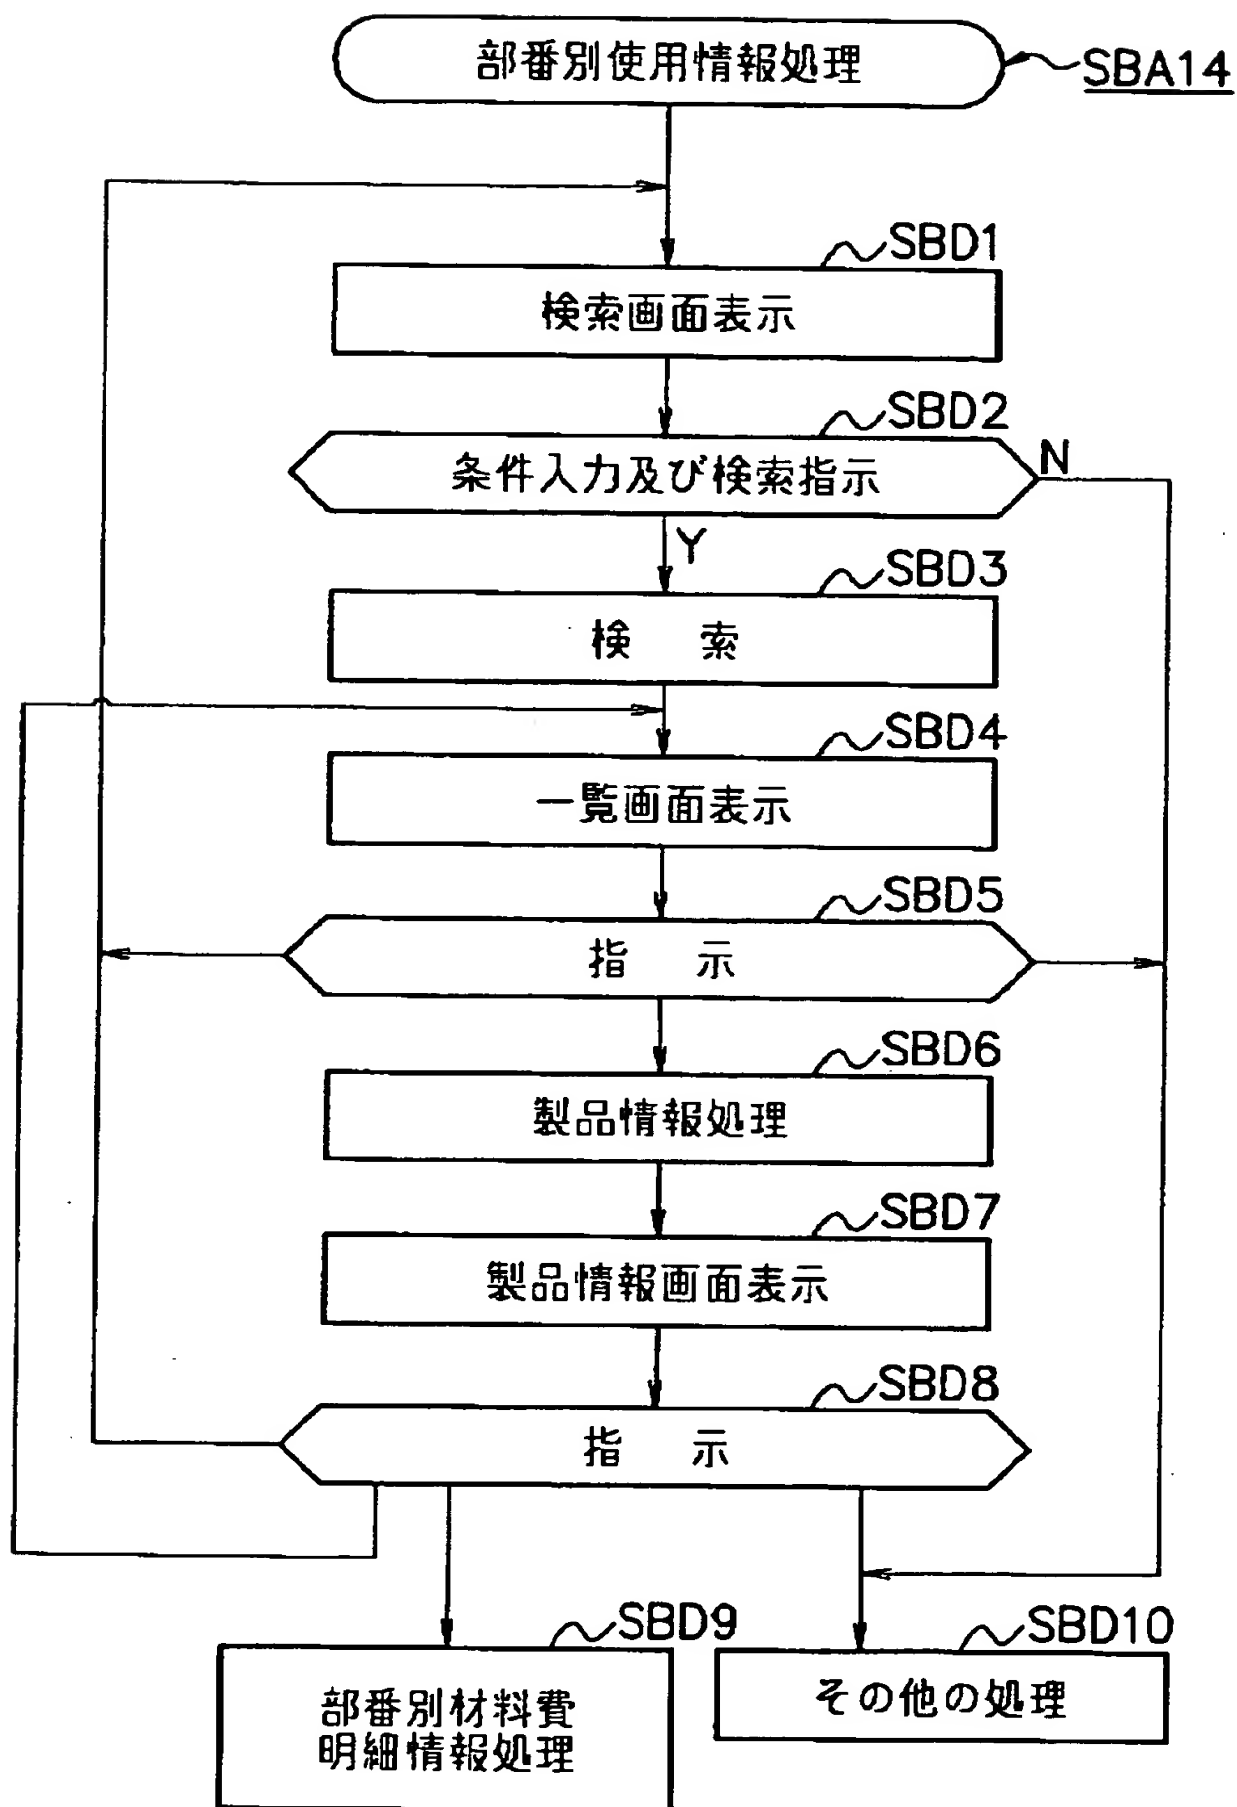 部番別使用情報処理
SBA14
SBD1
検索画面表示
SBD2
条件入力及び検索指示
N
Y
SBD3
検 索
SBD4
一覧画面表示
SBD5
指 示
SBD6
製品情報処理
SBD7
製品情報画面表示
SBD8
指 示
SBD9
部番別材料費
明細情報処理
SBD10
その他の処理